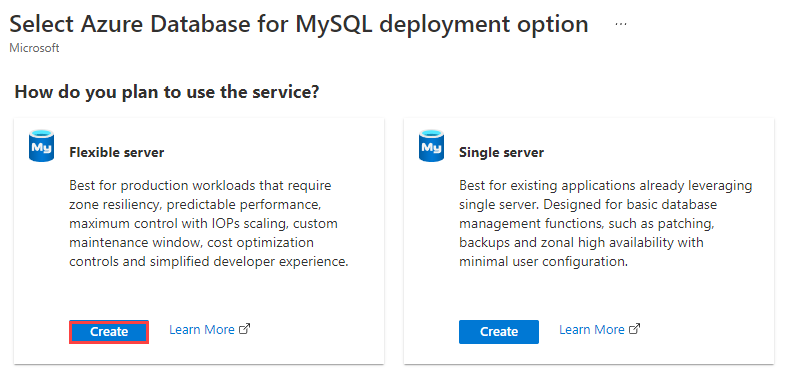 Select Azure Database for MySQL deployment option ...
Microsoft
How do you plan to use the service?
My
Flexible server
Best for production workloads that require
zone resiliency, predictable performance,
maximum control with IOPs scaling, custom
maintenance window, cost optimization
controls and simplified developer experience.
Create
Learn More
My
Single server
Best for existing applications already leveraging
single server. Designed for basic database
management functions, such as patching,
backups and zonal high availability with
minimal user configuration.
Create
Learn More